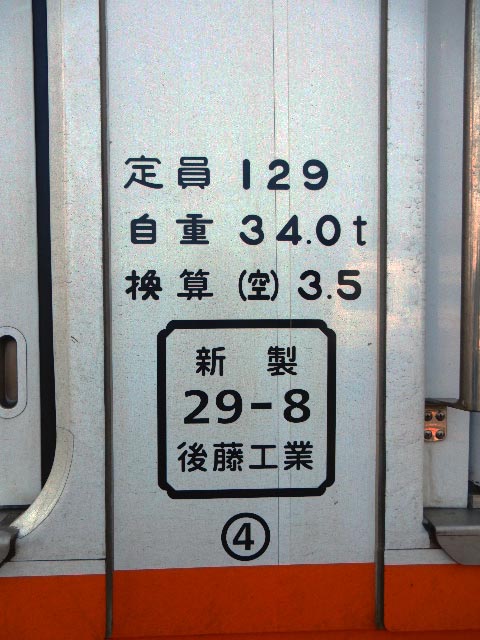 定員 129
自重 34.0t
換算 (空) 3.5
新製
29-8
後藤工業
④